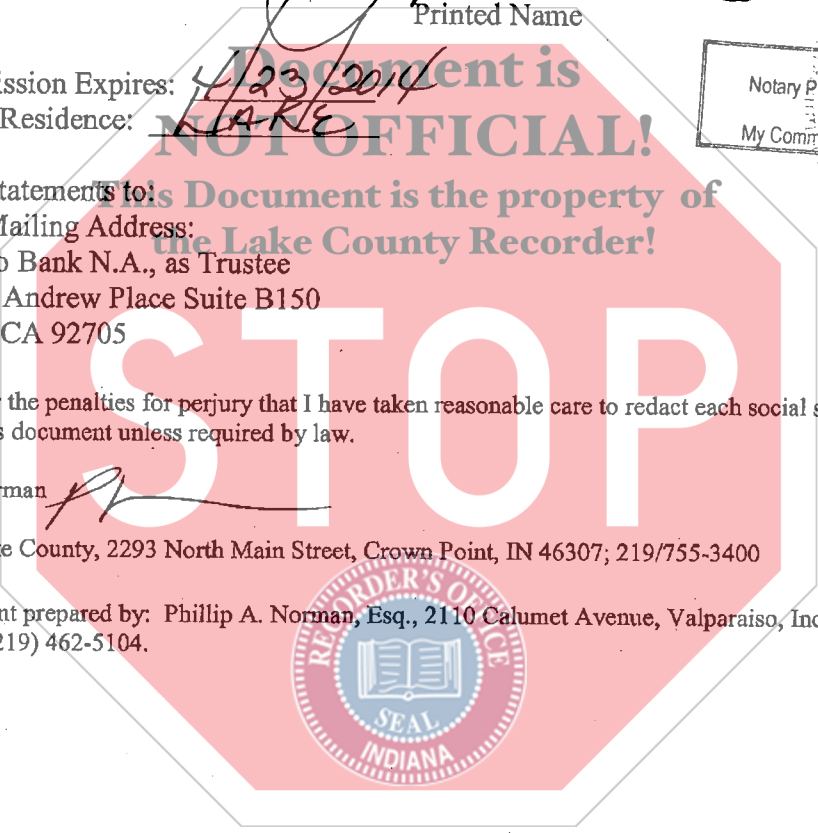 Printed Name
ission Expires: 4/23/2014
Residence: LAKE
Notary P
My Comm
Document is
NOT OFFICIAL!
This Document is the property of
the Lake County Recorder!
tatements to:
Mailing Address:
o Bank N.A., as Trustee
Andrew Place Suite B150
CA 92705
STOP
r the penalties for perjury that I have taken reasonable care to redact each social s
s document unless required by law.
rman
e County, 2293 North Main Street, Crown Point, IN 46307; 219/755-3400
nt prepared by: Phillip A. Norman, Esq., 2110 Calumet Avenue, Valparaiso, Ind
219) 462-5104.
RECORDER'S OFFICE
SEAL
INDIANA